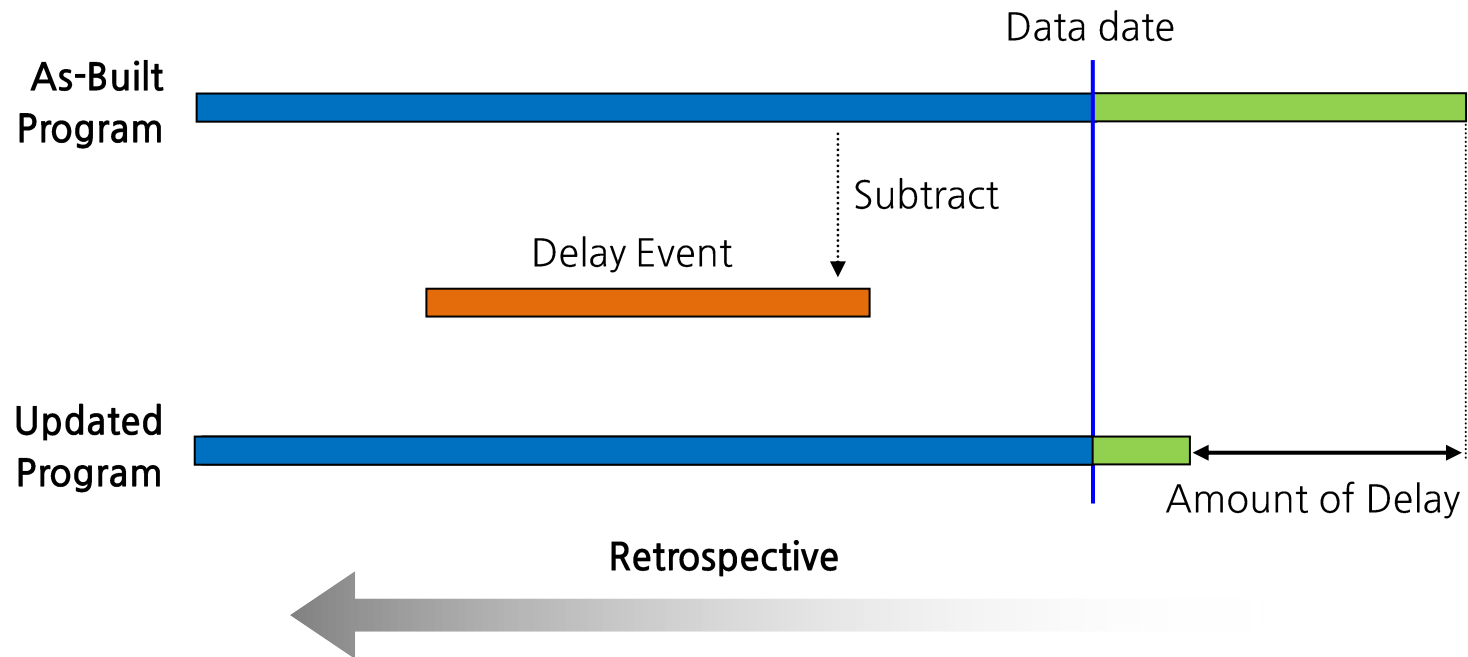 Data date
As-Built
Program
Subtract
Delay Event
Updated
Program
Amount of Delay
Retrospective